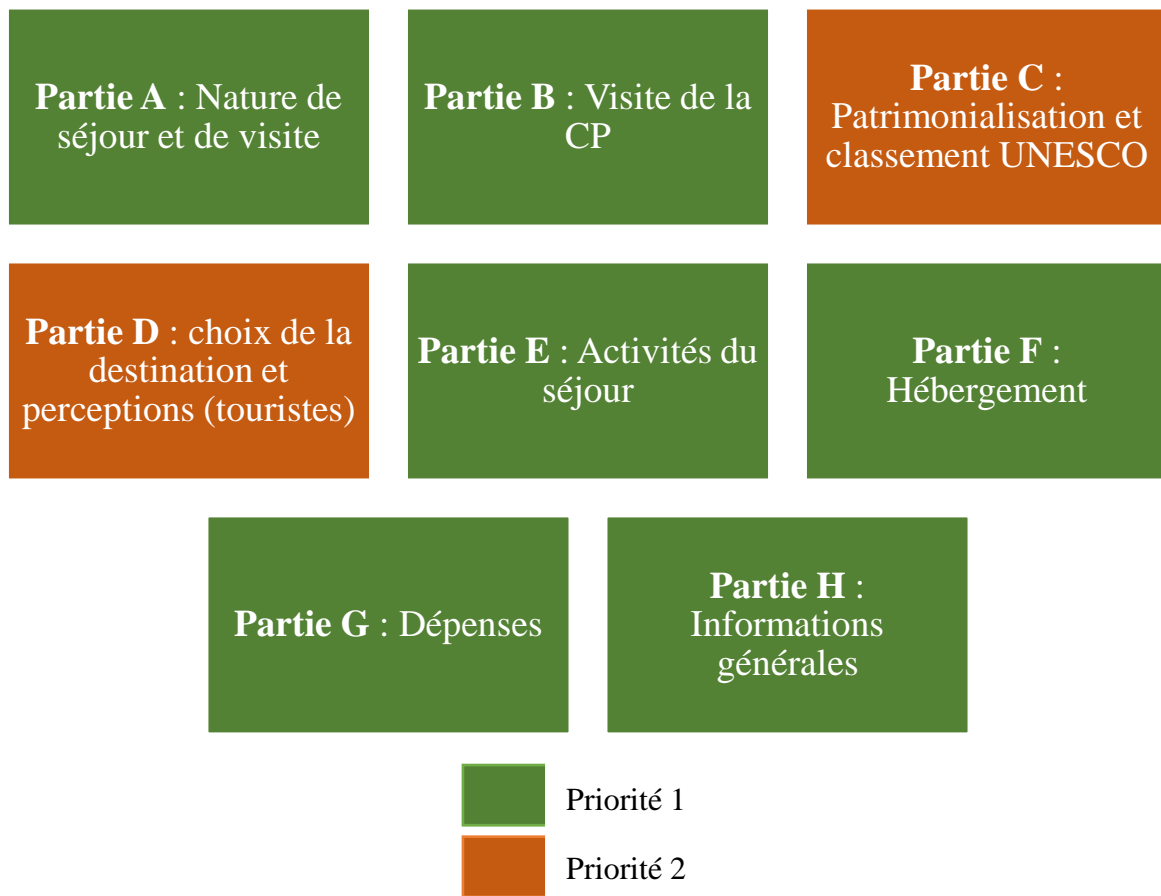 Partie A : Nature de
séjour et de visite
Partie B : Visite de la
CP
Partie C :
Patrimonialisation et
classement UNESCO
Partie D : choix de la
destination et
perceptions (touristes)
Partie E : Activités du
séjour
Partie F :
Hébergement
Partie G : Dépenses
Partie H :
Informations
générales
Priorité 1
Priorité 2